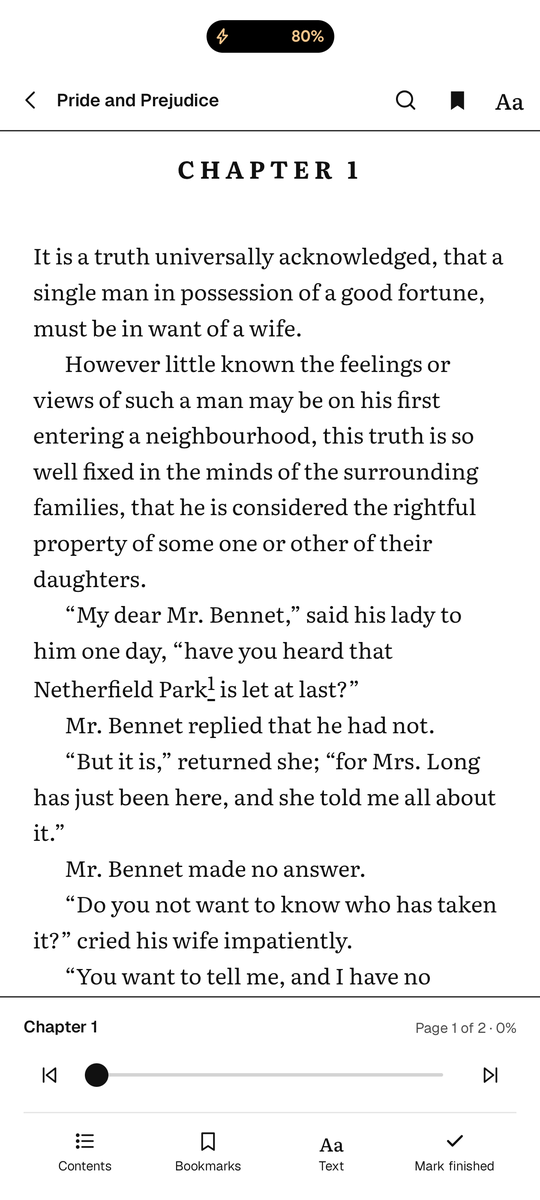 80%
Pride and Prejudice
Aa
CHAPTER 1
It is a truth universally acknowledged, that a
single man in possession of a good fortune,
must be in want of a wife.
However little known the feelings or
views of such a man may be on his first
entering a neighbourhood, this truth is so
well fixed in the minds of the surrounding
families, that he is considered the rightful
property of some one or other of their
daughters.
“My dear Mr. Bennet,” said his lady to
him one day, “have you heard that
Netherfield Park1 is let at last?”
Mr. Bennet replied that he had not.
“But it is,” returned she; “for Mrs. Long
has just been here, and she told me all about
it.”
Mr. Bennet made no answer.
“Do you not want to know who has taken
it?” cried his wife impatiently.
“You want to tell me, and I have no
Chapter 1
Page 1 of 2 · 0%
Contents
Bookmarks
Aa
Text
Mark finished